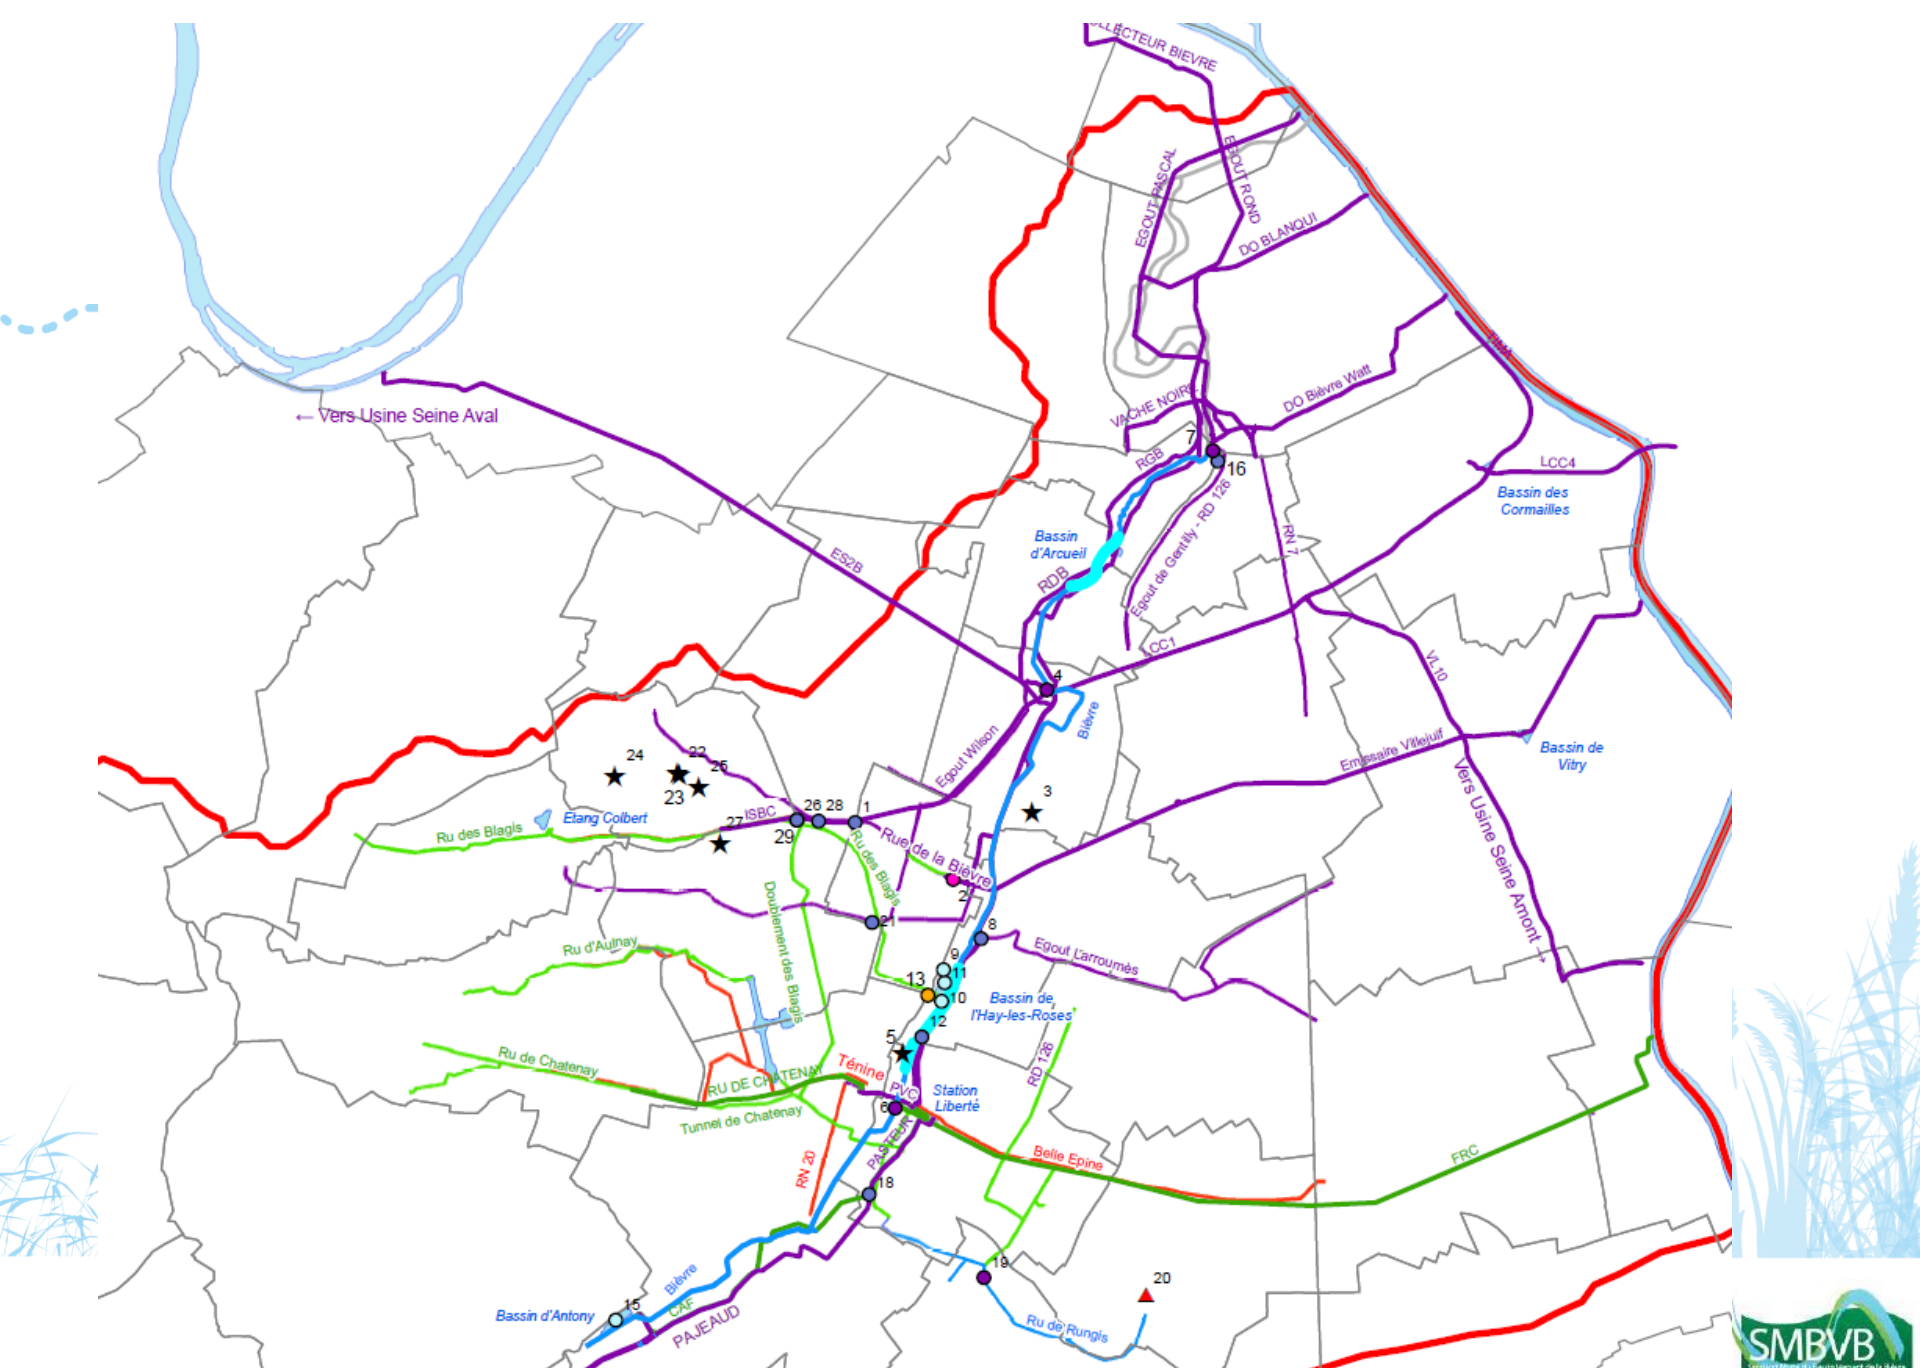 COLLECTEUR BIEVRE
EGOUT PASCAL
EGOUT ROND
DO BLANQUI
← Vers Usine Seine Aval
DO Bièvre Watt
VACHE NOIRE
7
16
RGB
LCC4
Bassin des
Cormailles
Egout de Gentilly - RD 126
RN 7
Bassin
d'Arcueil
ES2B
RDB
LCC1
4
VL10
Bièvre
Egout Wilson
Emissaire Villejuif
Bassin de
Vitry
24
22
25
23
3
Vers Usine Seine Amont →
Etang Colbert
Ru des Blagis
27
ISBC
26
28
1
29
Ru des Blagis
Rue de la Bièvre
2
Doublement des Blagis
21
8
Ru d'Aulnay
Egout Larroumès
9
11
13
10
Bassin de
l'Hay-les-Roses
12
5
RD 126
Ru de Chatenay
RU DE CHATENAY
Ténine
PVC
Station
Liberté
Tunnel de Chatenay
6
PASTEUR
RN 20
Belle Epine
FRC
18
19
20
Bièvre
CAF
Bassin d'Antony
15
PAJEAUD
Ru de Rungis
SMBVB